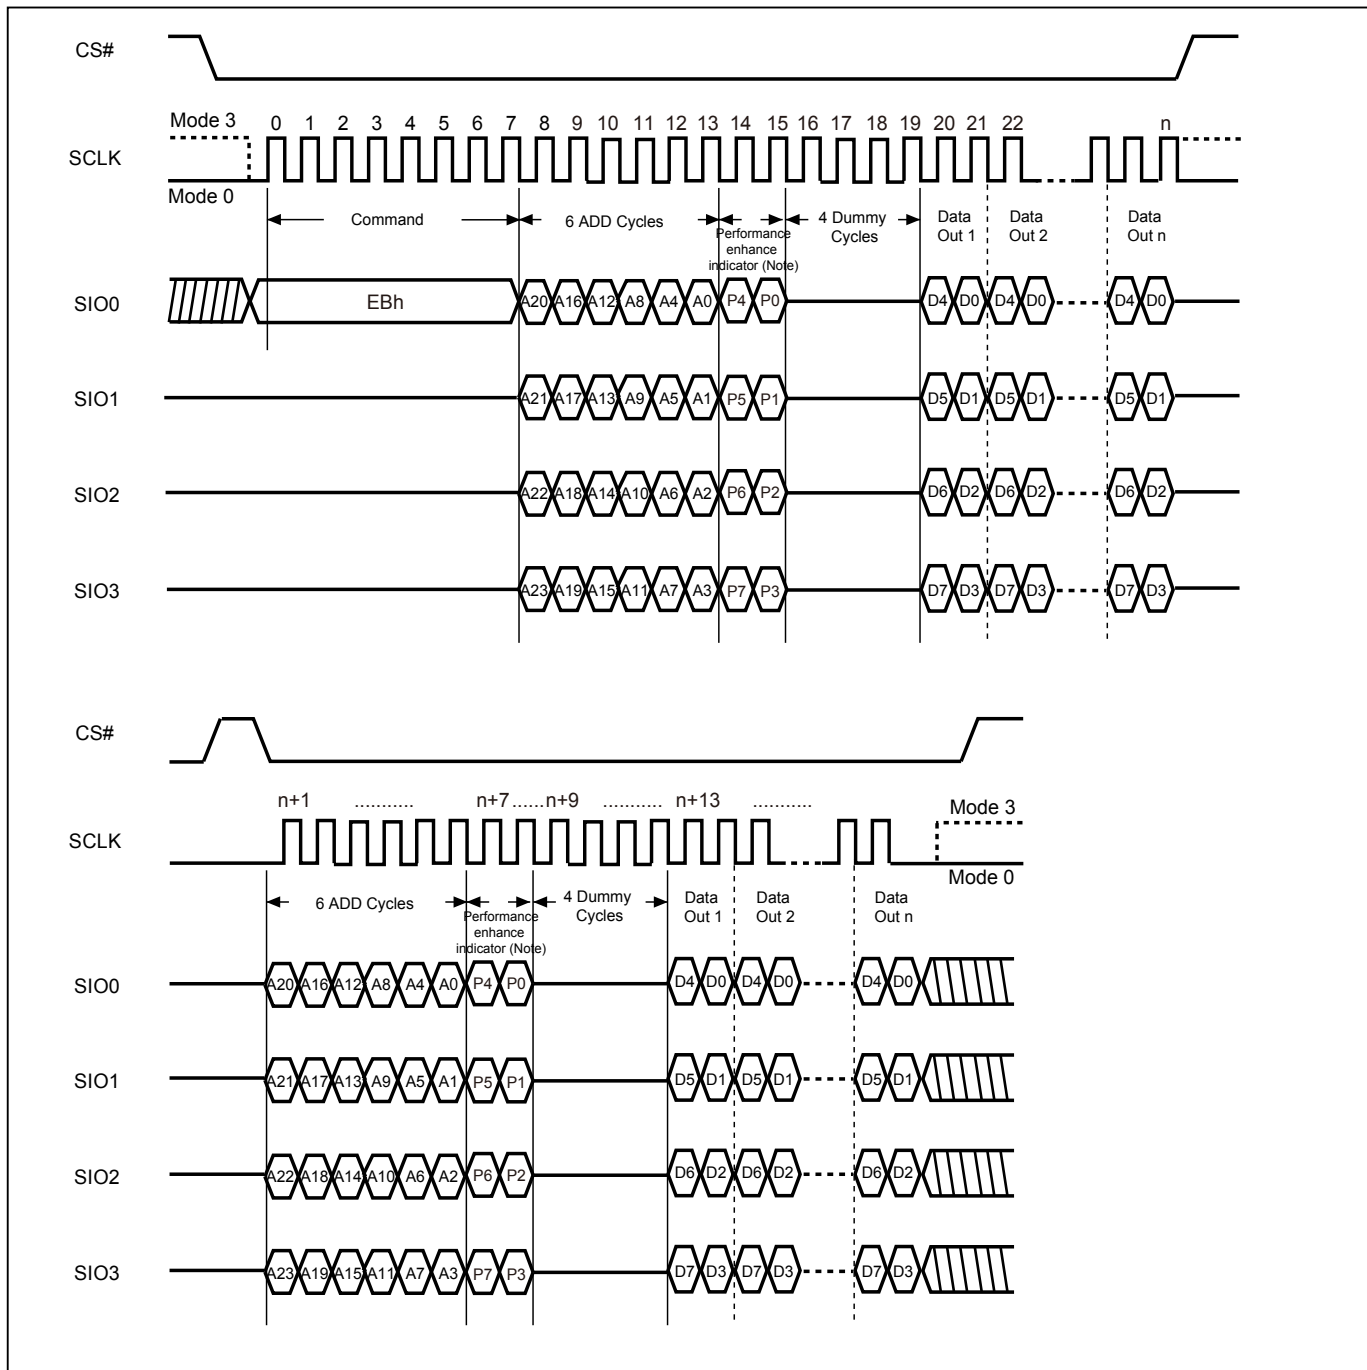 CS#
Mode 3
0 1 2 3 4 5 6 7 8 9 10 11 12 13 14 15 16 17 18 19 20 21 22 n
SCLK
Mode 0
Command
6 ADD Cycles
Performance
enhance
indicator (Note)
4 Dummy
Cycles
Data
Out 1
Data
Out 2
Data
Out n
SIO0 EBh A20 A16 A12 A8 A4 A0 P4 P0 D4 D0 D4 D0 D4 D0
SIO1 A21 A17 A13 A9 A5 A1 P5 P1 D5 D1 D5 D1 D5 D1
SIO2 A22 A18 A14 A10 A6 A2 P6 P2 D6 D2 D6 D2 D6 D2
SIO3 A23 A19 A15 A11 A7 A3 P7 P3 D7 D3 D7 D3 D7 D3
CS#
n+1 ........... n+7 ......n+9 ............ n+13 ...........
Mode 3
SCLK
Mode 0
6 ADD Cycles
Performance
enhance
indicator (Note)
4 Dummy
Cycles
Data
Out 1
Data
Out 2
Data
Out n
SIO0 A20 A16 A12 A8 A4 A0 P4 P0 D4 D0 D4 D0 D4 D0
SIO1 A21 A17 A13 A9 A5 A1 P5 P1 D5 D1 D5 D1 D5 D1
SIO2 A22 A18 A14 A10 A6 A2 P6 P2 D6 D2 D6 D2 D6 D2
SIO3 A23 A19 A15 A11 A7 A3 P7 P3 D7 D3 D7 D3 D7 D3